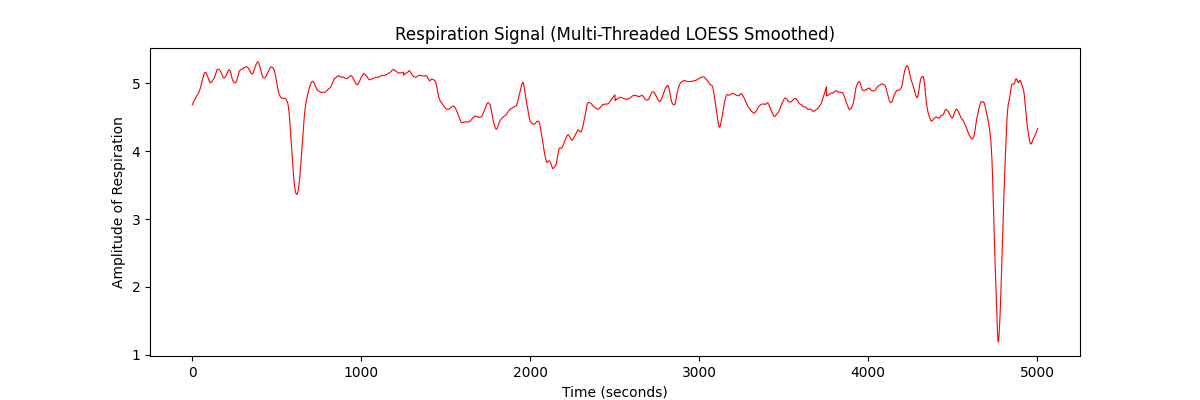 Respiration Signal (Multi-Threaded LOESS Smoothed)
Amplitude of Respiration
5
4
3
2
1
0 1000 2000 3000 4000 5000
Time (seconds)